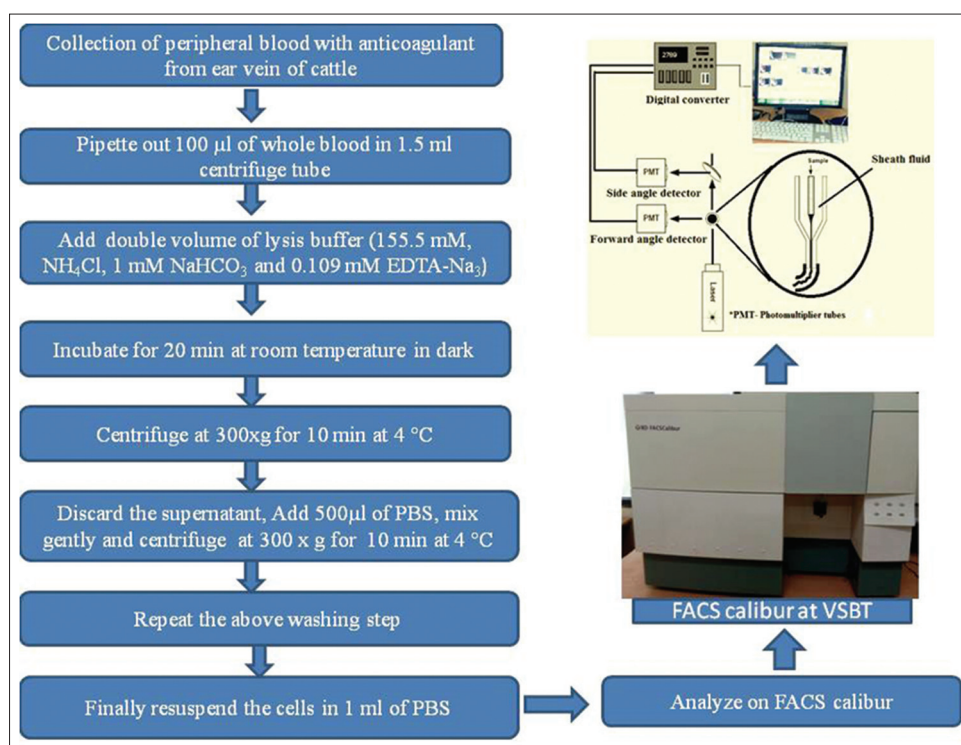 Collection of peripheral blood with anticoagulant
from ear vein of cattle
Pipette out 100 µl of whole blood in 1.5 ml
centrifuge tube
Add double volume of lysis buffer (155.5 mM,
NH₄Cl, 1 mM NaHCO₃ and 0.109 mM EDTA-Na₃)
Incubate for 20 min at room temperature in dark
Centrifuge at 300xg for 10 min at 4 °C
Discard the supernatant, Add 500µl of PBS, mix
gently and centrifuge at 300 x g for 10 min at 4 °C
Repeat the above washing step
Finally resuspend the cells in 1 ml of PBS
Analyze on FACS calibur
FACSCalibur
FACS calibur at VSBT
2789
Digital converter
Sample
Sheath fluid
PMT
Side angle detector
PMT
Forward angle detector
Laser
*PMT- Photomultiplier tubes